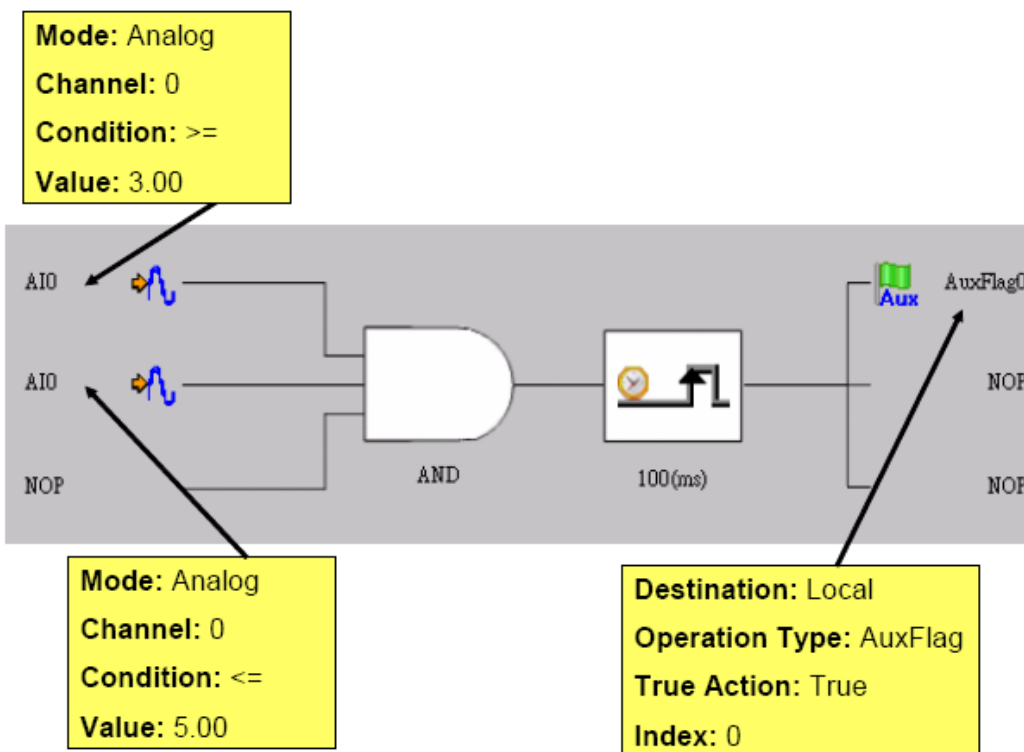 Mode: Analog
Channel: 0
Condition: >=
Value: 3.00
AI0
Aux
AuxFlag0
AI0
NOP
NOP
AND
100(ms)
NOP
Mode: Analog
Channel: 0
Condition: <=
Value: 5.00
Destination: Local
Operation Type: AuxFlag
True Action: True
Index: 0